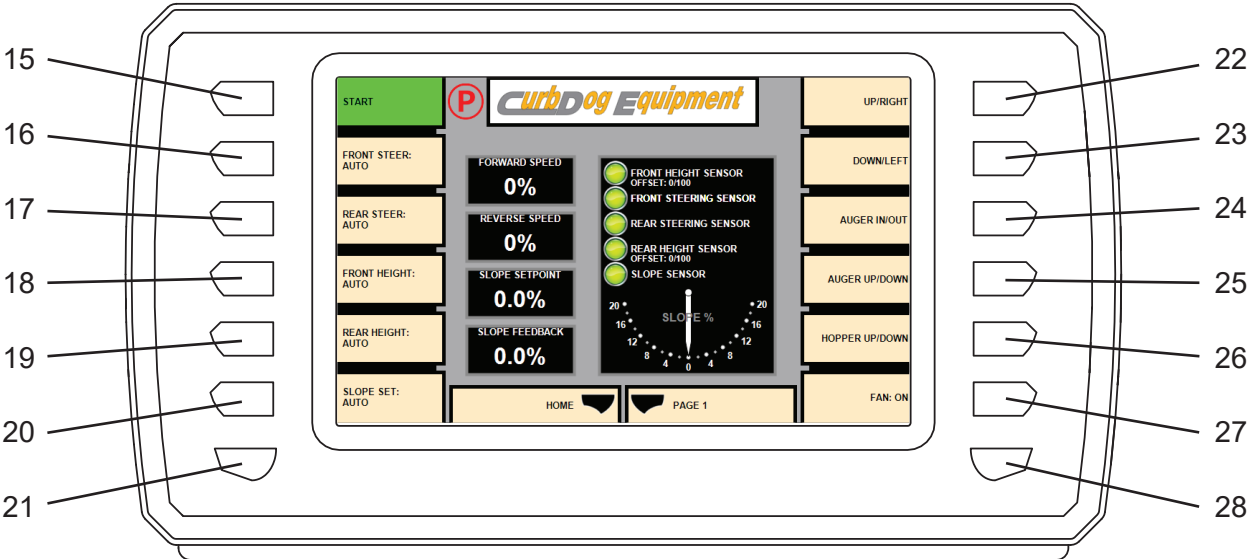 15
16
17
18
19
20
21
START
FRONT STEER:
AUTO
REAR STEER:
AUTO
FRONT HEIGHT:
AUTO
REAR HEIGHT:
AUTO
SLOPE SET:
AUTO
P
CurbDog Equipment
FORWARD SPEED
0%
REVERSE SPEED
0%
SLOPE SETPOINT
0.0%
SLOPE FEEDBACK
0.0%
FRONT HEIGHT SENSOR
OFFSET: 0/100
FRONT STEERING SENSOR
REAR STEERING SENSOR
REAR HEIGHT SENSOR
OFFSET: 0/100
SLOPE SENSOR
SLOPE %
20 16 12 8 4 0 4 8 12 16 20
HOME
PAGE 1
UP/RIGHT
DOWN/LEFT
AUGER IN/OUT
AUGER UP/DOWN
HOPPER UP/DOWN
FAN: ON
22
23
24
25
26
27
28